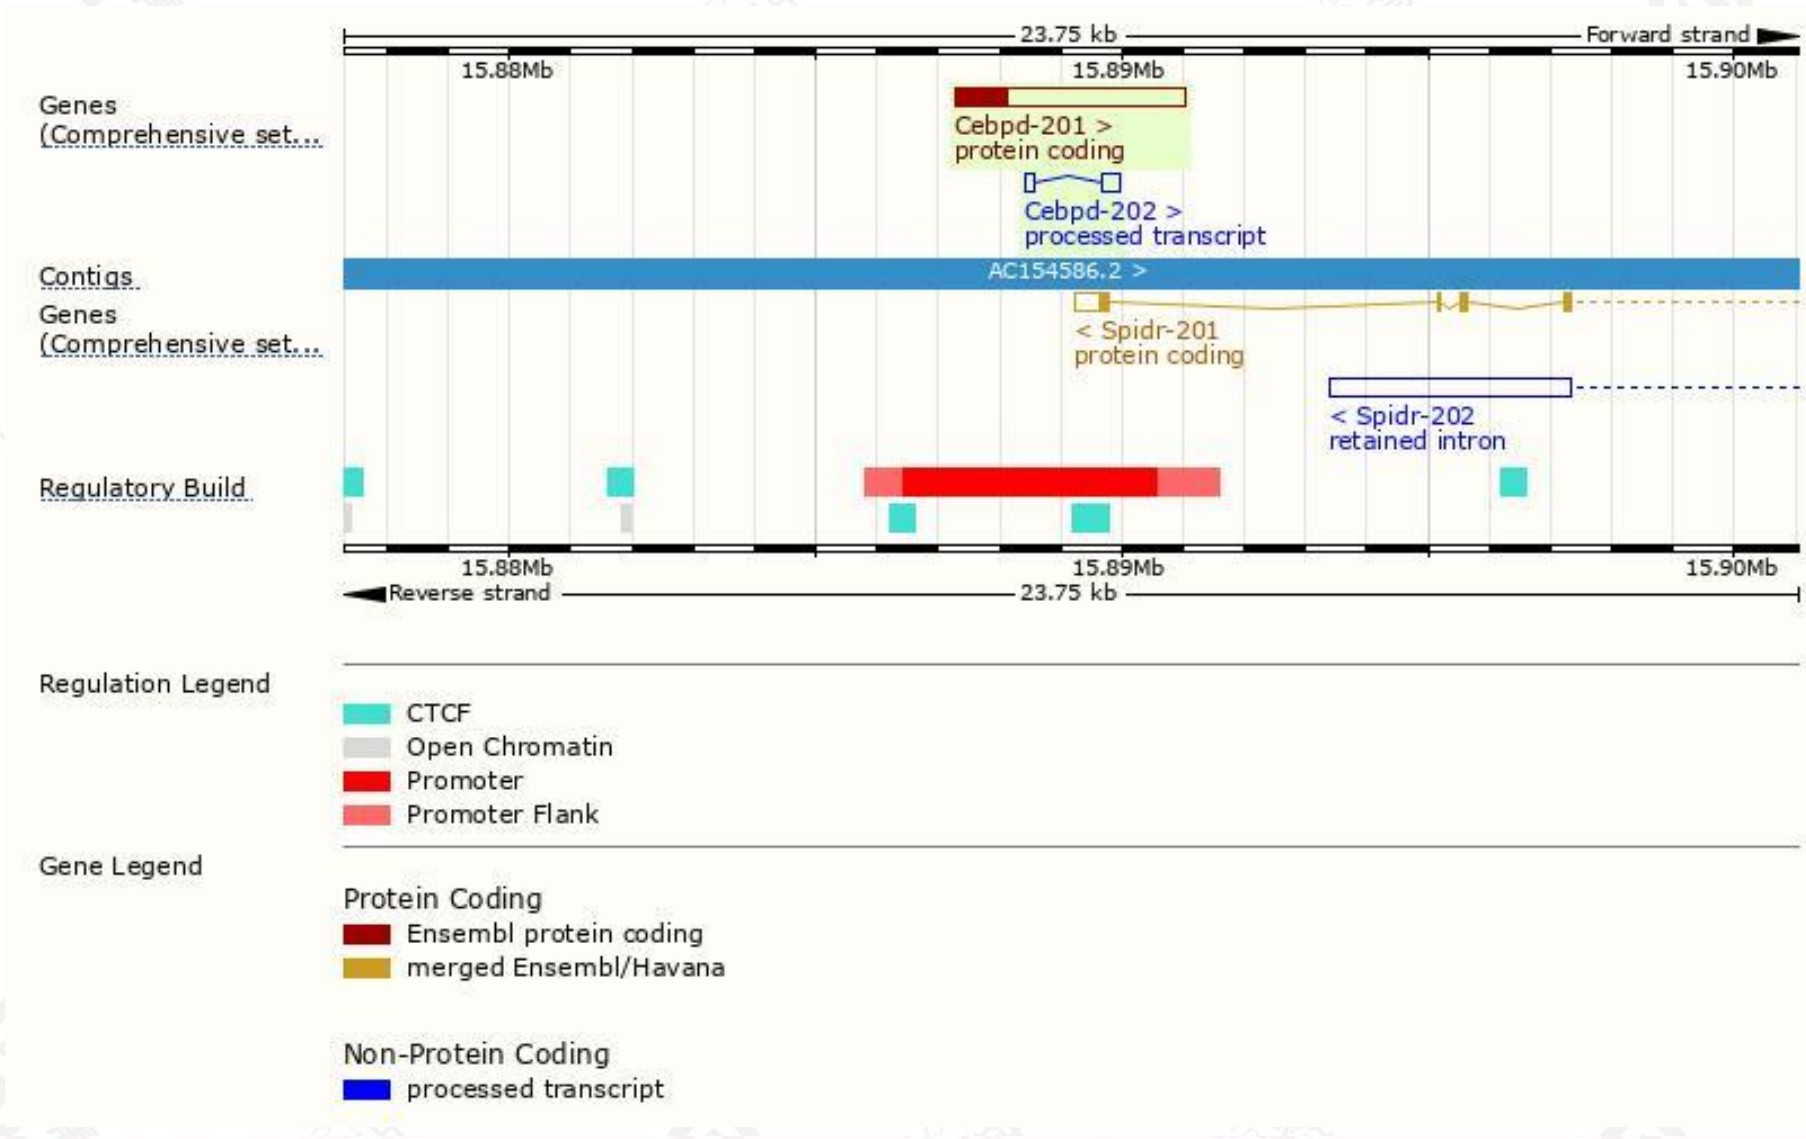 23.75 kb Forward strand
15.88Mb 15.89Mb 15.90Mb
Genes
(Comprehensive set...
Cebpd-201 >
protein coding
Cebpd-202 >
processed transcript
Contigs
AC154586.2 >
Genes
(Comprehensive set...
< Spidr-201
protein coding
< Spidr-202
retained intron
Regulatory Build
15.88Mb 15.89Mb 15.90Mb
Reverse strand 23.75 kb
Regulation Legend
CTCF
Open Chromatin
Promoter
Promoter Flank
Gene Legend
Protein Coding
Ensembl protein coding
merged Ensembl/Havana
Non-Protein Coding
processed transcript